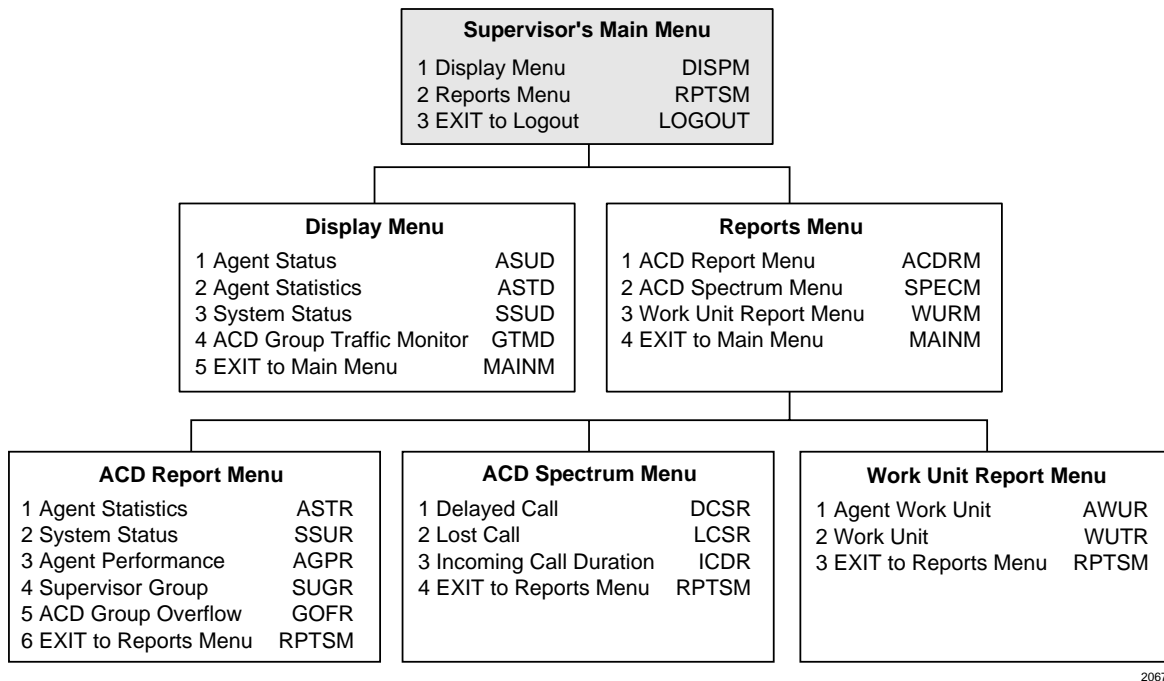 Supervisor's Main Menu
1 Display Menu DISPM
2 Reports Menu RPTSM
3 EXIT to Logout LOGOUT
Display Menu
1 Agent Status ASUD
2 Agent Statistics ASTD
3 System Status SSUD
4 ACD Group Traffic Monitor GTMD
5 EXIT to Main Menu MAINM
Reports Menu
1 ACD Report Menu ACDRM
2 ACD Spectrum Menu SPECM
3 Work Unit Report Menu WURM
4 EXIT to Main Menu MAINM
ACD Report Menu
1 Agent Statistics ASTR
2 System Status SSUR
3 Agent Performance AGPR
4 Supervisor Group SUGR
5 ACD Group Overflow GOFR
6 EXIT to Reports Menu RPTSM
ACD Spectrum Menu
1 Delayed Call DCSR
2 Lost Call LCSR
3 Incoming Call Duration ICDR
4 EXIT to Reports Menu RPTSM
Work Unit Report Menu
1 Agent Work Unit AWUR
2 Work Unit WUTR
3 EXIT to Reports Menu RPTSM
2067